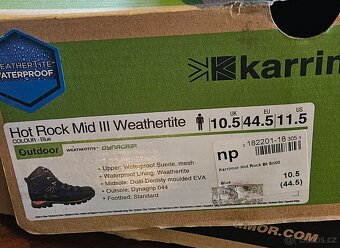 WEATHERTITE
WATERPROOF
karrim
Hot Rock Mid III Weathertite
COLOUR - Blue
UK EU US
10.5 44.5 11.5
Outdoor WEATHERTITE DYNAGRIP
• Upper: Waterproof Suede, mesh
• Waterproof Lining: Weathertite
• Midsole: Dual-Density moulded EVA
• Outsole: Dynagrip 044
• Footbed: Standard
np
182201-18
Karrimor Hot Rock Bt Sn00
10.5
(44.5)
MOR.COM